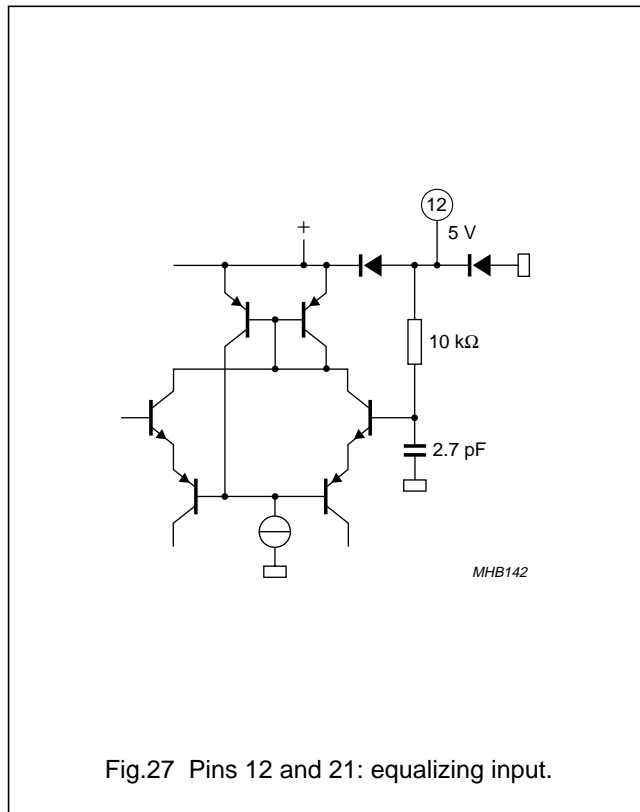 12
5 V
+
10 kΩ
2.7 pF
MHB142
Fig.27 Pins 12 and 21: equalizing input.